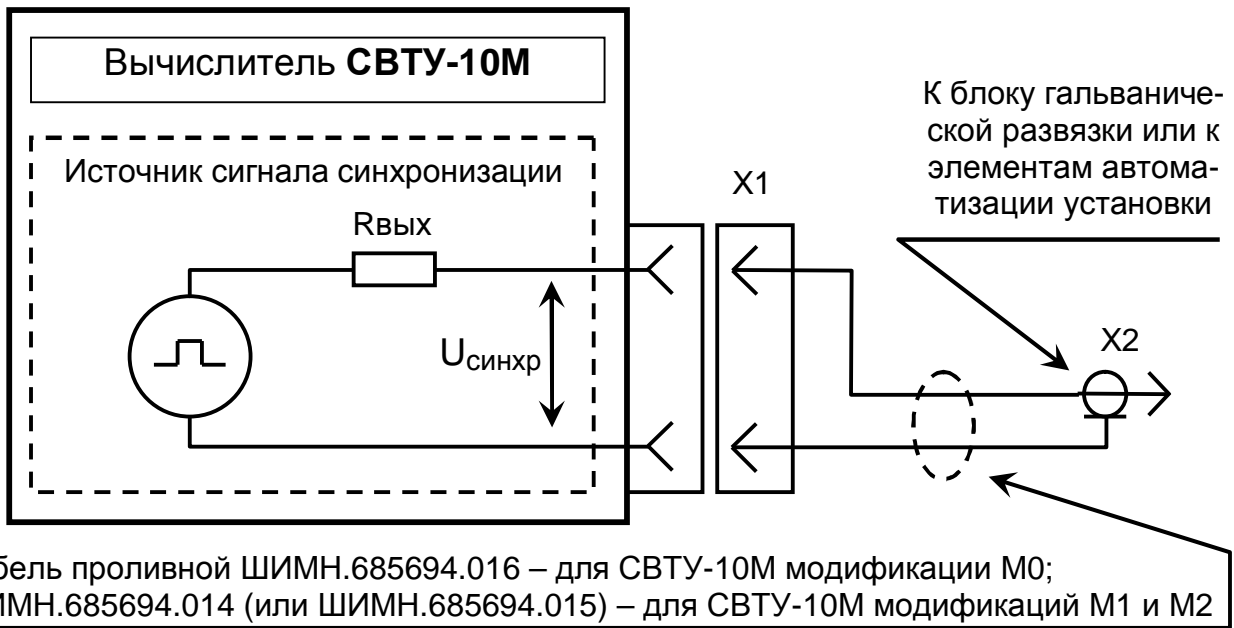 Вычислитель СВТУ-10М
Источник сигнала синхронизации
Rвых
Uсинхр
X1
К блоку гальваниче-
ской развязки или к
элементам автома-
тизации установки
X2
бель проливной ШИМН.685694.016 – для СВТУ-10М модификации М0;
ИМН.685694.014 (или ШИМН.685694.015) – для СВТУ-10М модификаций М1 и М2